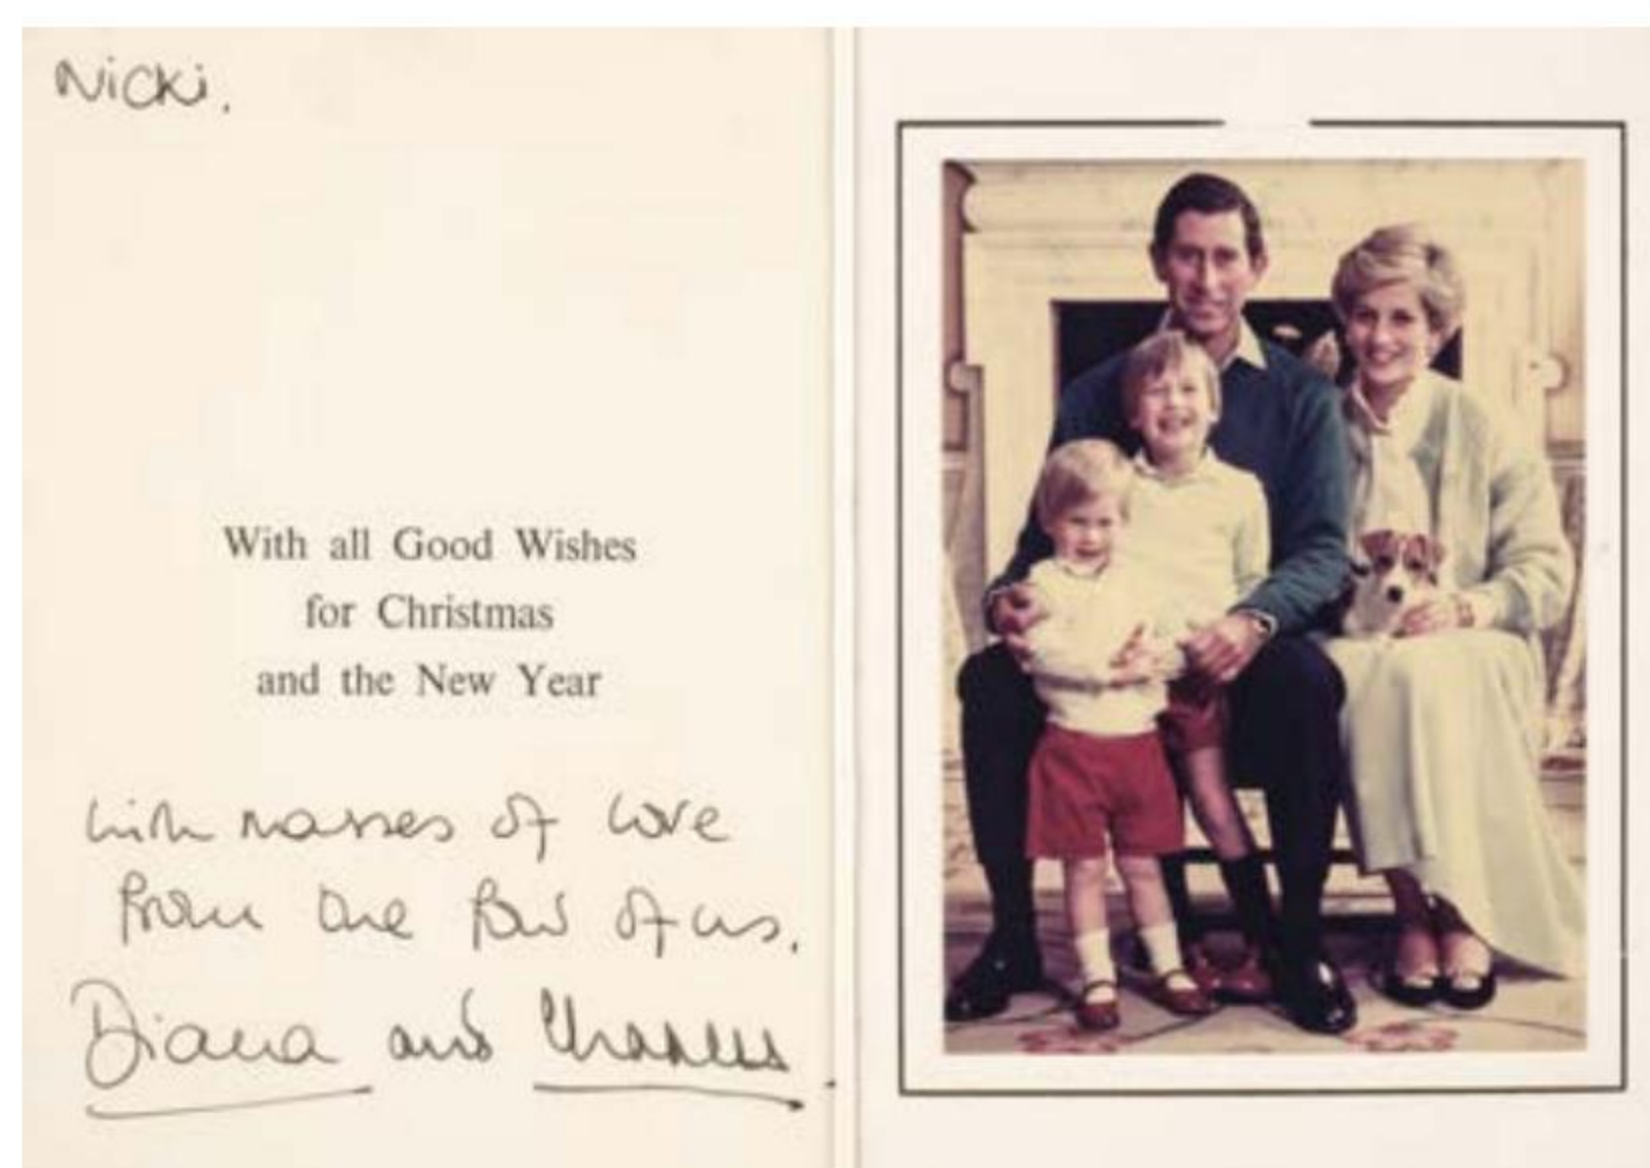 Nicki.
With all Good Wishes
for Christmas
and the New Year
with masses of love
from the four of us.
Diana and Charles